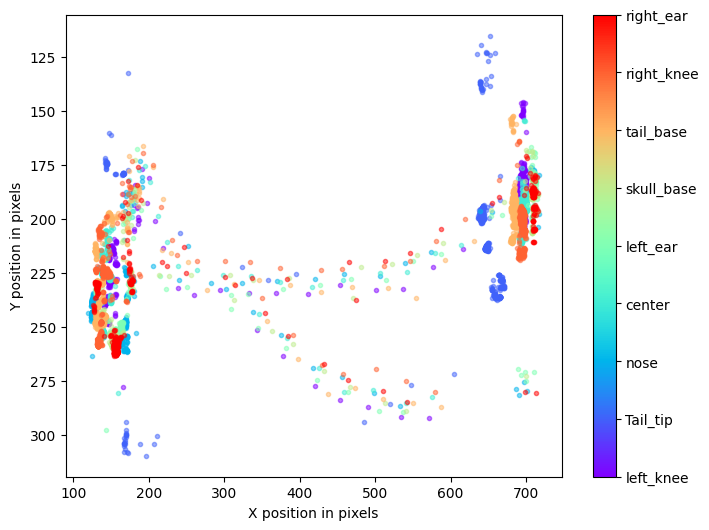 125
150
175
200
225
250
275
300
Y position in pixels
100
200
300
400
500
600
700
X position in pixels
right_ear
right_knee
tail_base
skull_base
left_ear
center
nose
Tail_tip
left_knee